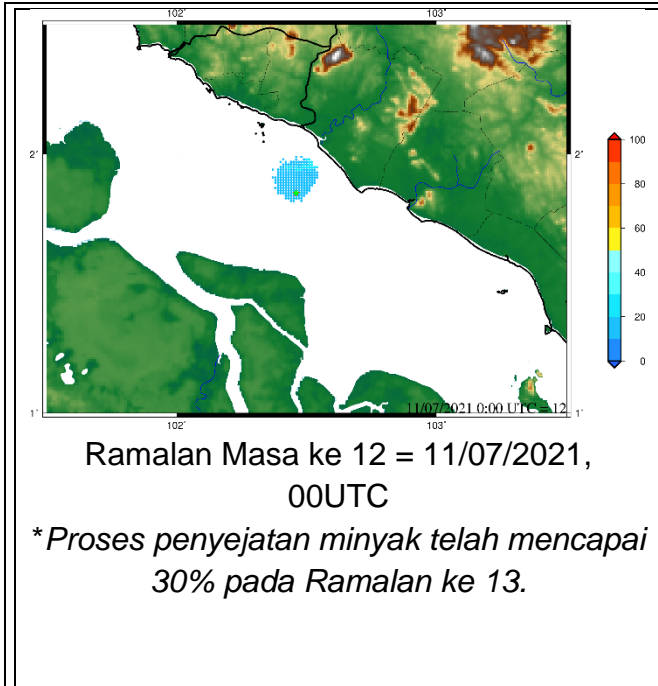 102˚ 103˚
2˚ 2˚
1˚ 1˚
102˚ 103˚
100
80
60
40
20
0
11/07/2021 0:00 UTC = 12
Ramalan Masa ke 12 = 11/07/2021,
00UTC
*Proses penyejatan minyak telah mencapai
30% pada Ramalan ke 13.